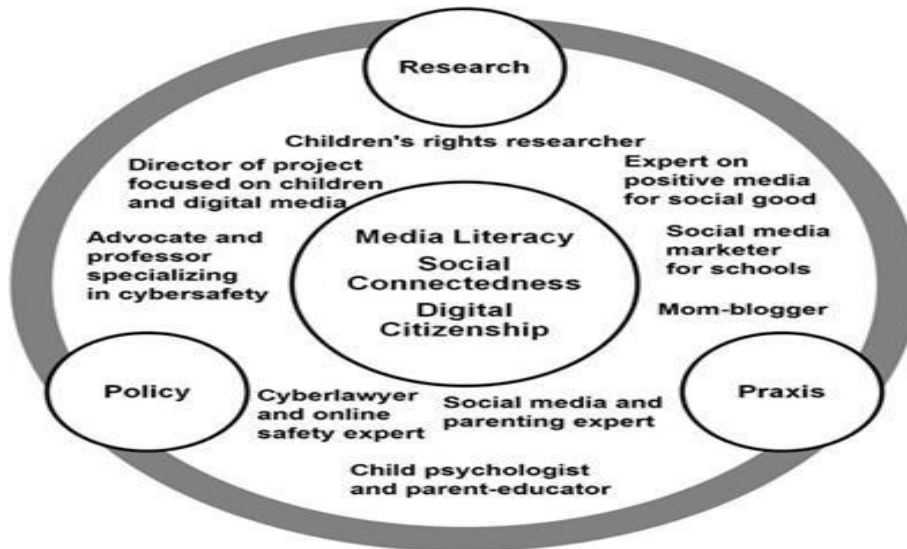 Research
Children's rights researcher
Director of project
focused on children
and digital media
Expert on
positive media
for social good
Advocate and
professor
specializing
in cybersafety
Media Literacy
Social
Connectedness
Digital
Citizenship
Social media
marketer
for schools
Mom-blogger
Policy
Cyberlawyer
and online
safety expert
Social media and
parenting expert
Praxis
Child psychologist
and parent-educator